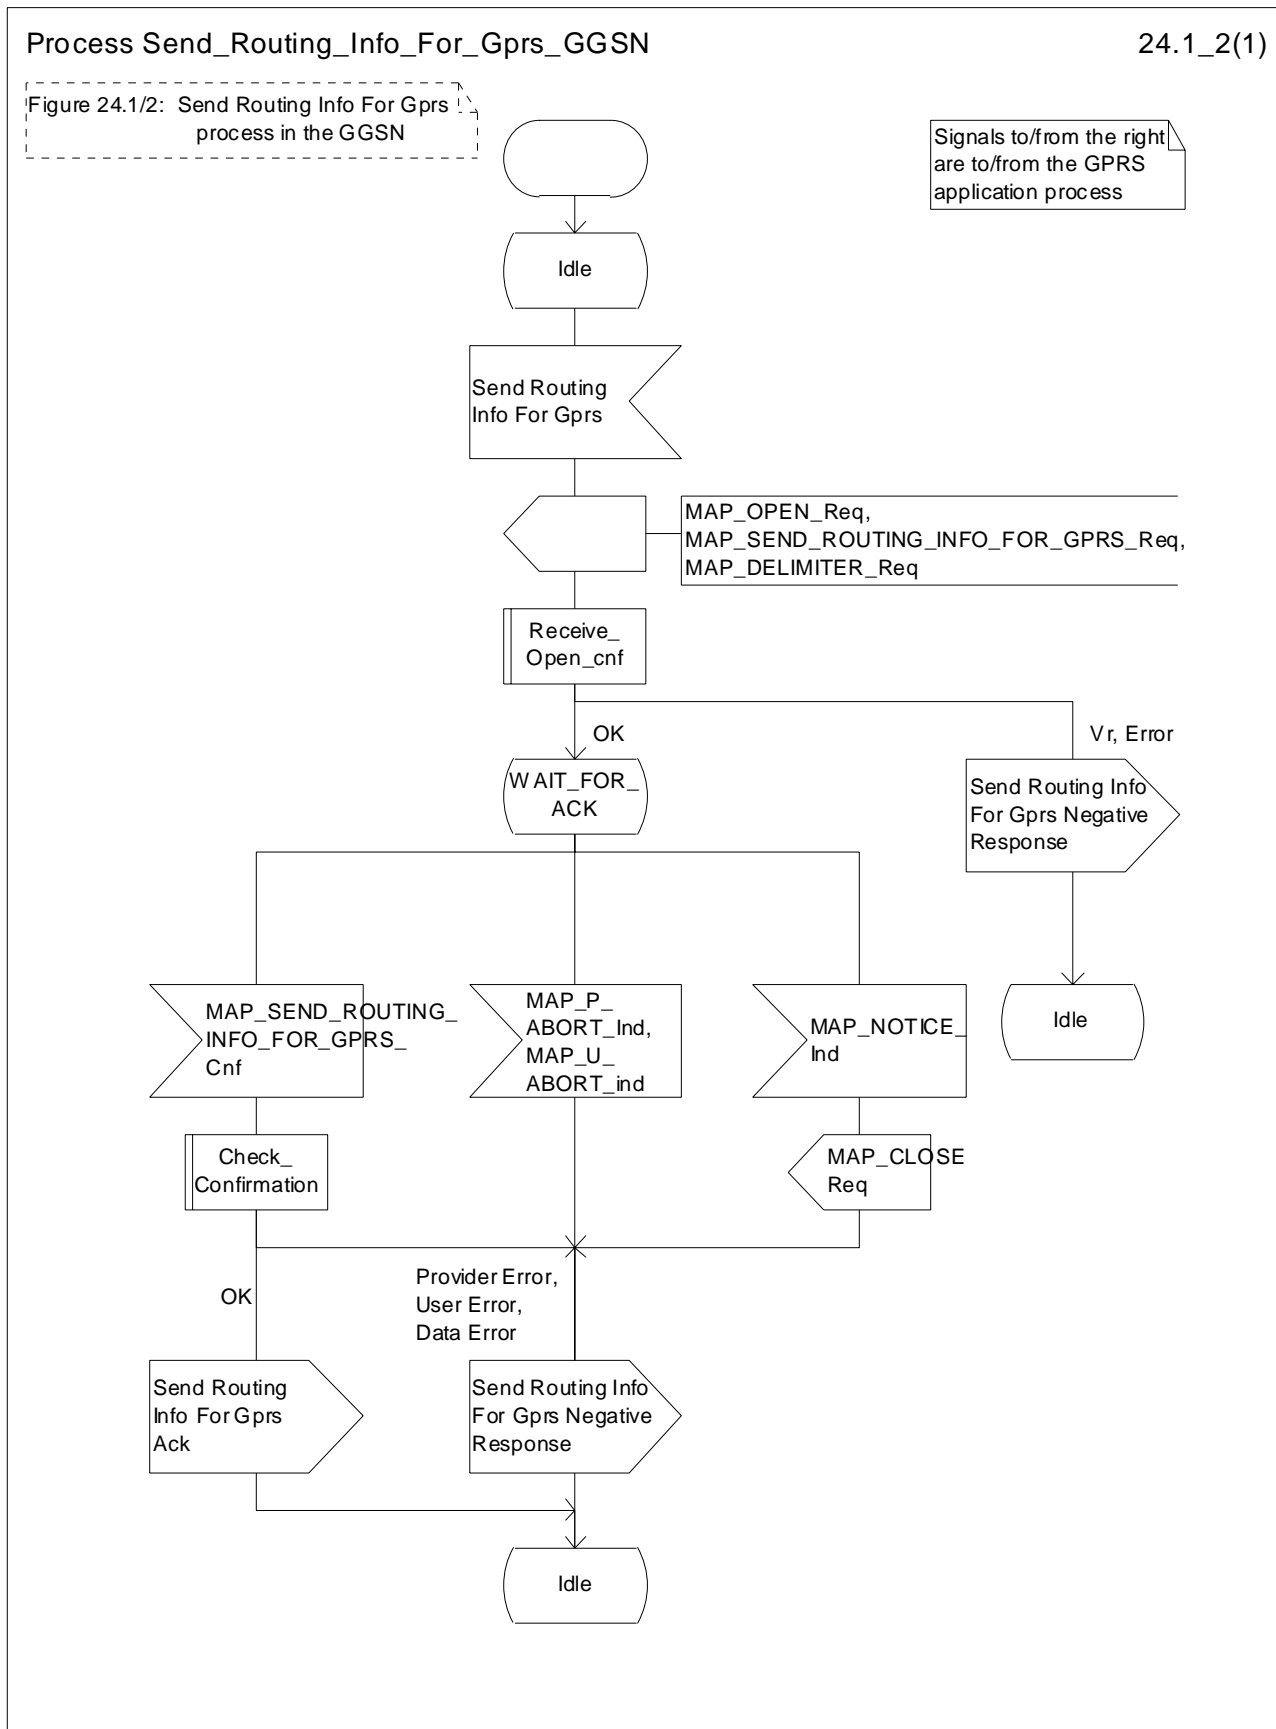 Process Send_Routing_Info_For_Gprs_GGSN
24.1_2(1)
Figure 24.1/2: Send Routing Info For Gprs
process in the GGSN
Signals to/from the right
are to/from the GPRS
application process
Idle
Send Routing
Info For Gprs
MAP_OPEN_Req,
MAP_SEND_ROUTING_INFO_FOR_GPRS_Req,
MAP_DELIMITER_Req
Receive_
Open_cnf
OK
Vr, Error
WAIT_FOR_
ACK
Send Routing Info
For Gprs Negative
Response
MAP_SEND_ROUTING_
INFO_FOR_GPRS_
Cnf
MAP_P_
ABORT_Ind,
MAP_U_
ABORT_ind
MAP_NOTICE_
Ind
Idle
Check_
Confirmation
MAP_CLOSE
Req
OK
Provider Error,
User Error,
Data Error
Send Routing
Info For Gprs
Ack
Send Routing Info
For Gprs Negative
Response
Idle